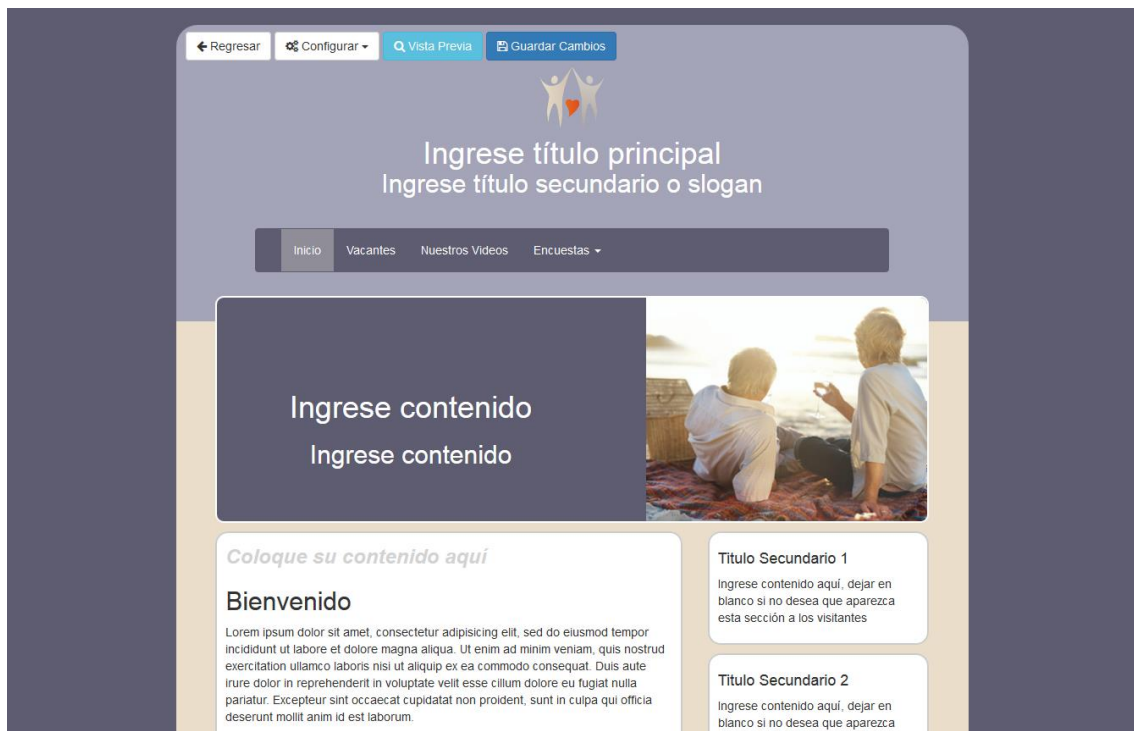 Regresar
Configurar
Vista Previa
Guardar Cambios
Ingrese título principal
Ingrese título secundario o slogan
Inicio
Vacantes
Nuestros Videos
Encuestas
Ingrese contenido
Ingrese contenido
Coloque su contenido aquí
Bienvenido
Lorem ipsum dolor sit amet, consectetur adipisicing elit, sed do eiusmod tempor
incididunt ut labore et dolore magna aliqua. Ut enim ad minim veniam, quis nostrud
exercitation ullamco laboris nisi ut aliquip ex ea commodo consequat. Duis aute
irure dolor in reprehenderit in voluptate velit esse cillum dolore eu fugiat nulla
pariatur. Excepteur sint occaecat cupidatat non proident, sunt in culpa qui officia
deserunt mollit anim id est laborum.
Titulo Secundario 1
Ingrese contenido aquí, dejar en
blanco si no desea que aparezca
esta sección a los visitantes
Titulo Secundario 2
Ingrese contenido aquí, dejar en
blanco si no desea que aparezca